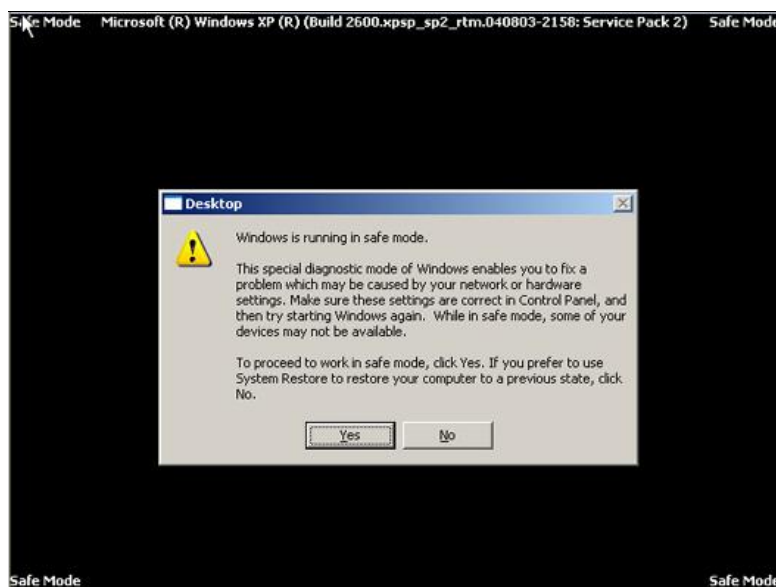 Safe Mode Microsoft (R) Windows XP (R) (Build 2600.xpsp_sp2_rtm.040803-2158: Service Pack 2) Safe Mode
Desktop
Windows is running in safe mode.
This special diagnostic mode of Windows enables you to fix a
problem which may be caused by your network or hardware
settings. Make sure these settings are correct in Control Panel, and
then try starting Windows again. While in safe mode, some of your
devices may not be available.
To proceed to work in safe mode, click Yes. If you prefer to use
System Restore to restore your computer to a previous state, click
No.
Yes No
Safe Mode Safe Mode